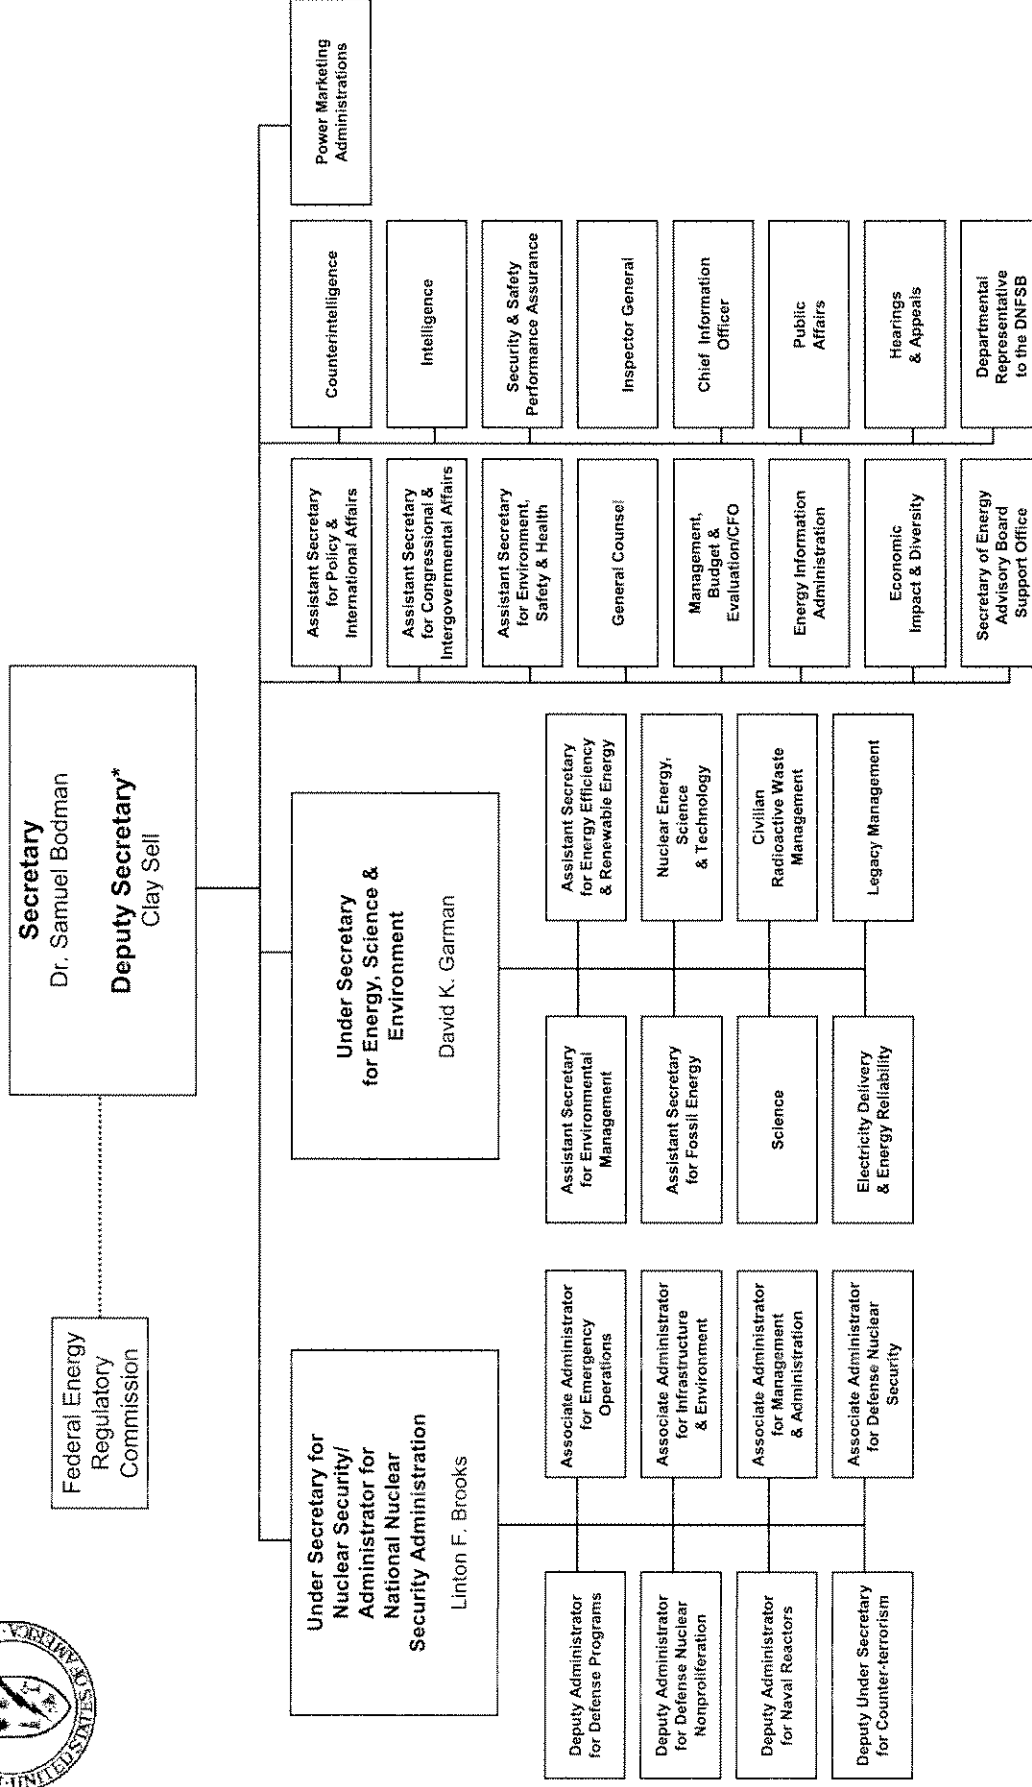 UNITED STATES OF AMERICA
Federal Energy
Regulatory
Commission
Secretary
Dr. Samuel Bodman
Deputy Secretary*
Clay Sell
Under Secretary for
Nuclear Security/
Administrator for
National Nuclear
Security Administration
Linton F. Brooks
Under Secretary
for Energy, Science &
Environment
David K. Garman
Deputy Administrator
for Defense Programs
Deputy Administrator
for Defense Nuclear
Nonproliferation
Deputy Administrator
for Naval Reactors
Deputy Under Secretary
for Counter-terrorism
Associate Administrator
for Emergency
Operations
Associate Administrator
for Infrastructure
& Environment
Associate Administrator
for Management
& Administration
Associate Administrator
for Defense Nuclear
Security
Assistant Secretary
for Environmental
Management
Assistant Secretary
for Fossil Energy
Science
Electricity Delivery
& Energy Reliability
Assistant Secretary
for Energy Efficiency
& Renewable Energy
Nuclear Energy,
Science
& Technology
Civilian
Radioactive Waste
Management
Legacy Management
Assistant Secretary
for Policy &
International Affairs
Assistant Secretary
for Congressional &
Intergovernmental Affairs
Assistant Secretary
for Environment,
Safety & Health
General Counsel
Management,
Budget &
Evaluation/CFO
Energy Information
Administration
Economic
Impact & Diversity
Secretary of Energy
Advisory Board
Support Office
Counterintelligence
Intelligence
Security & Safety
Performance Assurance
Inspector General
Chief Information
Officer
Public
Affairs
Hearings
& Appeals
Departmental
Representative
to the DNFSB
Power Marketing
Administrations